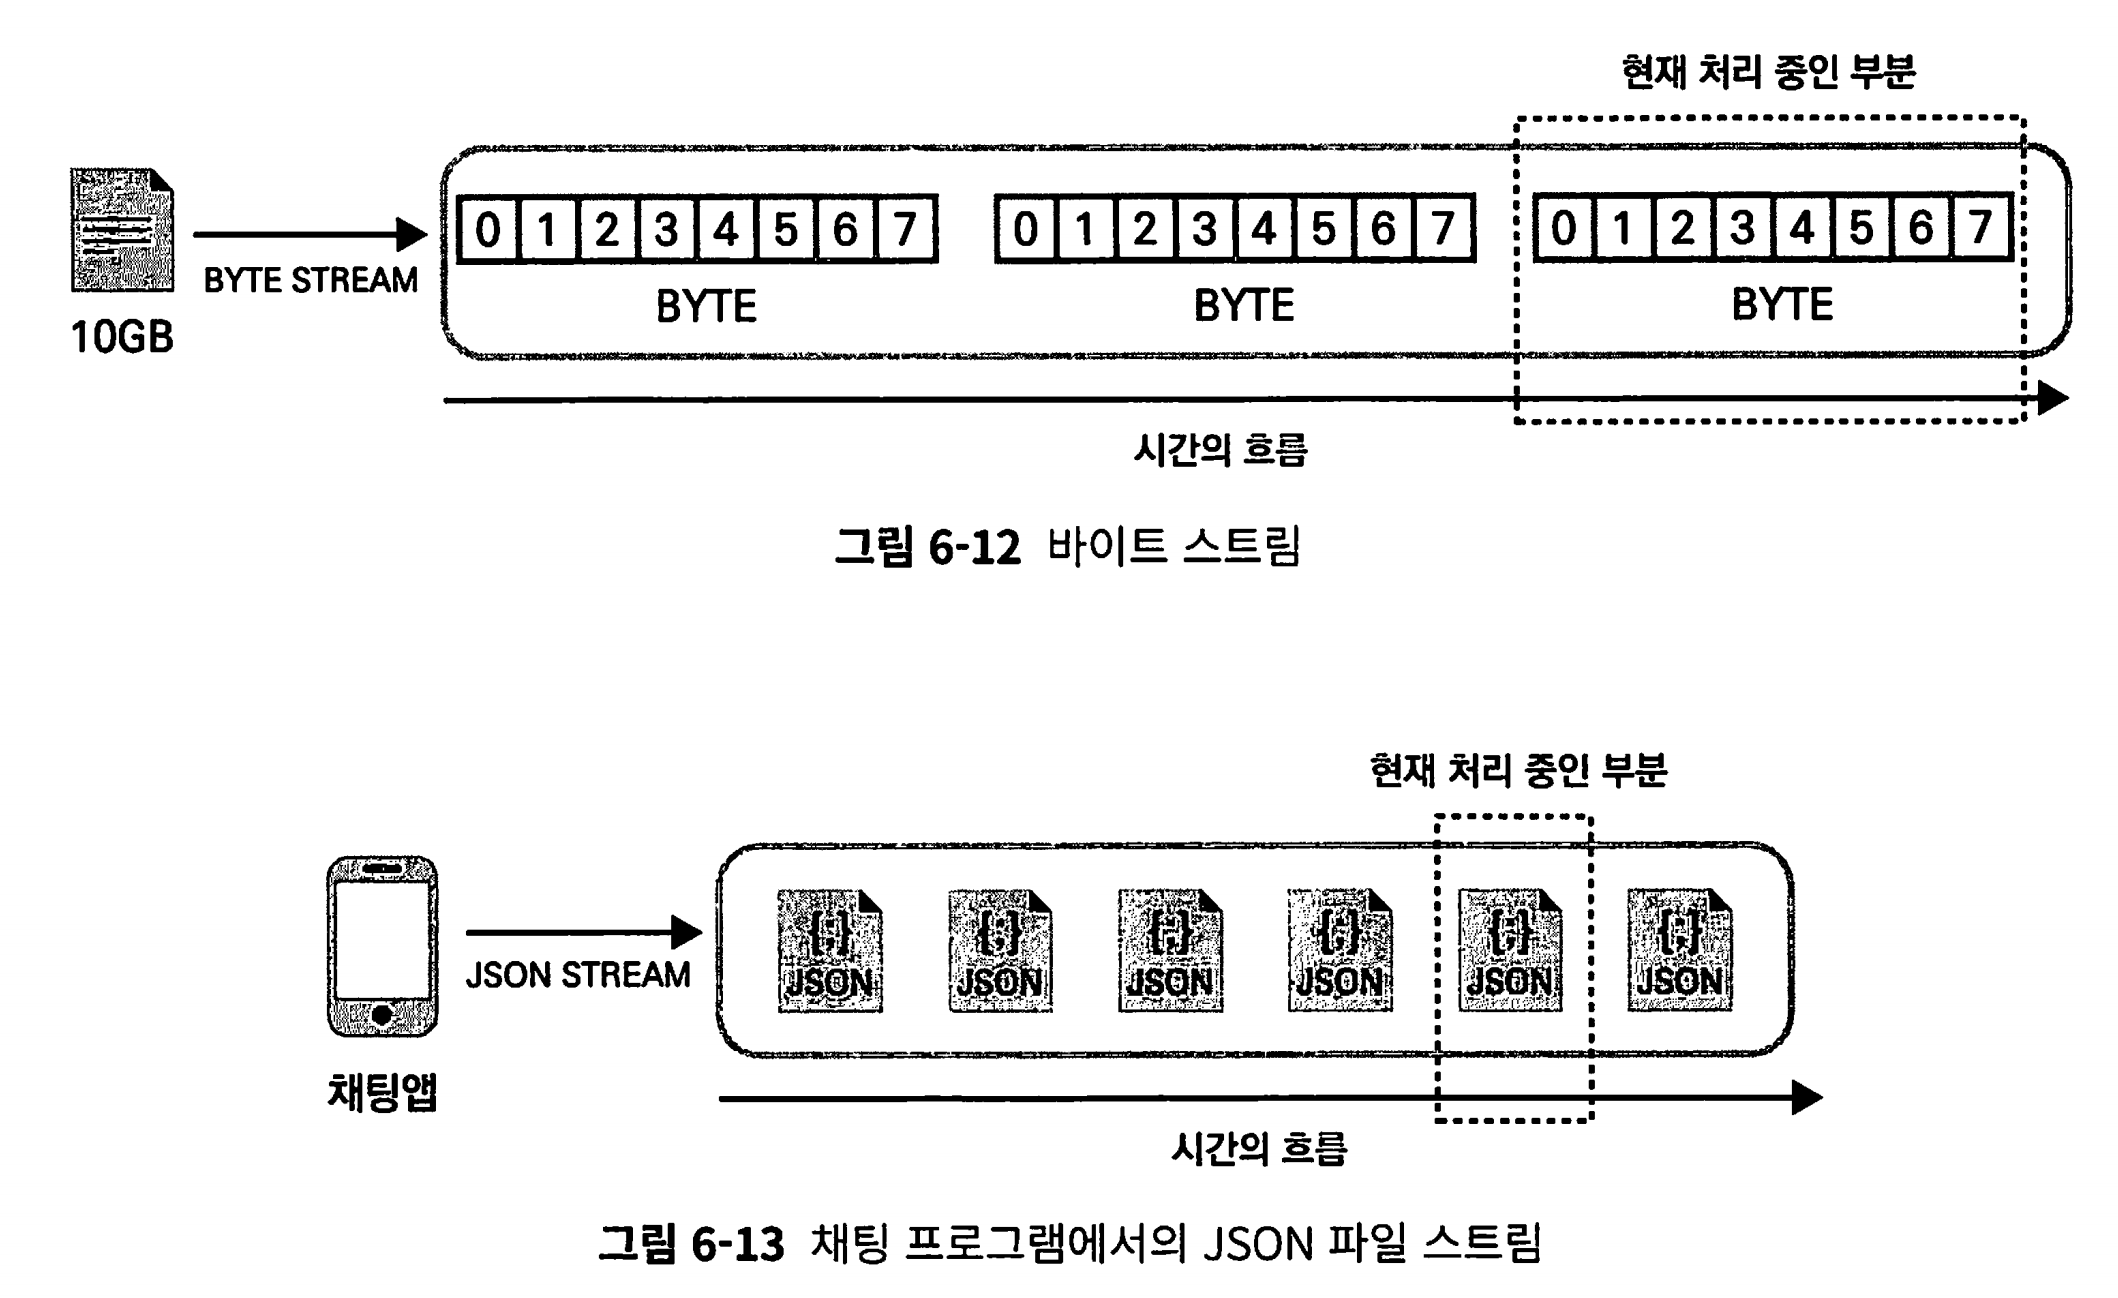 현재 처리 중인 부분
0 1 2 3 4 5 6 7 0 1 2 3 4 5 6 7 0 1 2 3 4 5 6 7
BYTE STREAM
BYTE BYTE BYTE
10GB
시간의 흐름
그림 6-12 바이트 스트림
현재 처리 중인 부분
{;} {;} {;} {;} {;} {;}
JSON STREAM
JSON JSON JSON JSON JSON JSON
채팅앱
시간의 흐름
그림 6-13 채팅 프로그램에서의 JSON 파일 스트림